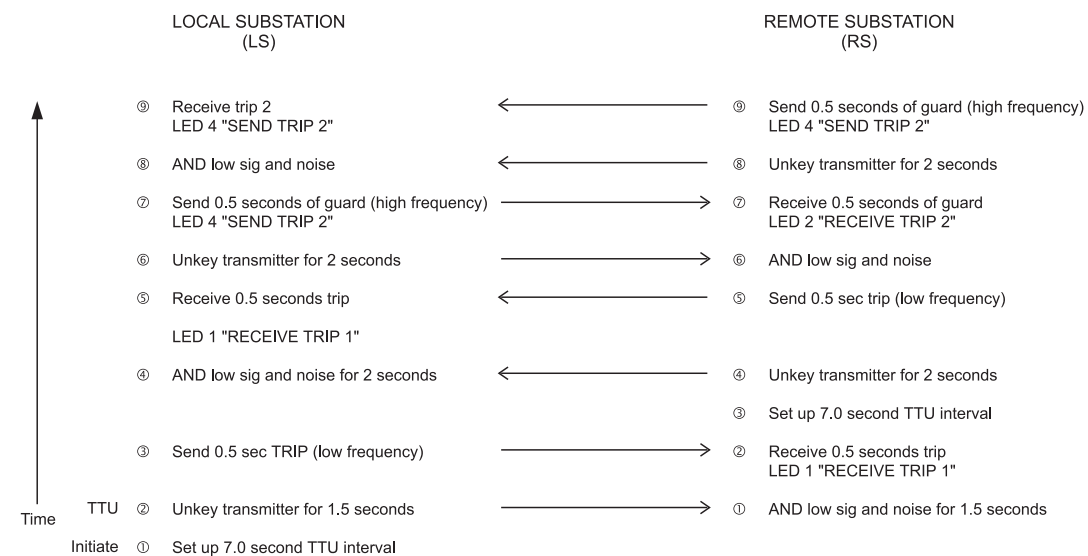 LOCAL SUBSTATION
(LS)
REMOTE SUBSTATION
(RS)
⑨ Receive trip 2
LED 4 "SEND TRIP 2"
⑨ Send 0.5 seconds of guard (high frequency)
LED 4 "SEND TRIP 2"
⑧ AND low sig and noise
⑧ Unkey transmitter for 2 seconds
⑦ Send 0.5 seconds of guard (high frequency)
LED 4 "SEND TRIP 2"
⑦ Receive 0.5 seconds of guard
LED 2 "RECEIVE TRIP 2"
⑥ Unkey transmitter for 2 seconds
⑥ AND low sig and noise
⑤ Receive 0.5 seconds trip
LED 1 "RECEIVE TRIP 1"
⑤ Send 0.5 sec trip (low frequency)
④ AND low sig and noise for 2 seconds
④ Unkey transmitter for 2 seconds
③ Set up 7.0 second TTU interval
③ Send 0.5 sec TRIP (low frequency)
② Receive 0.5 seconds trip
LED 1 "RECEIVE TRIP 1"
TTU ② Unkey transmitter for 1.5 seconds
① AND low sig and noise for 1.5 seconds
Time
Initiate ① Set up 7.0 second TTU interval